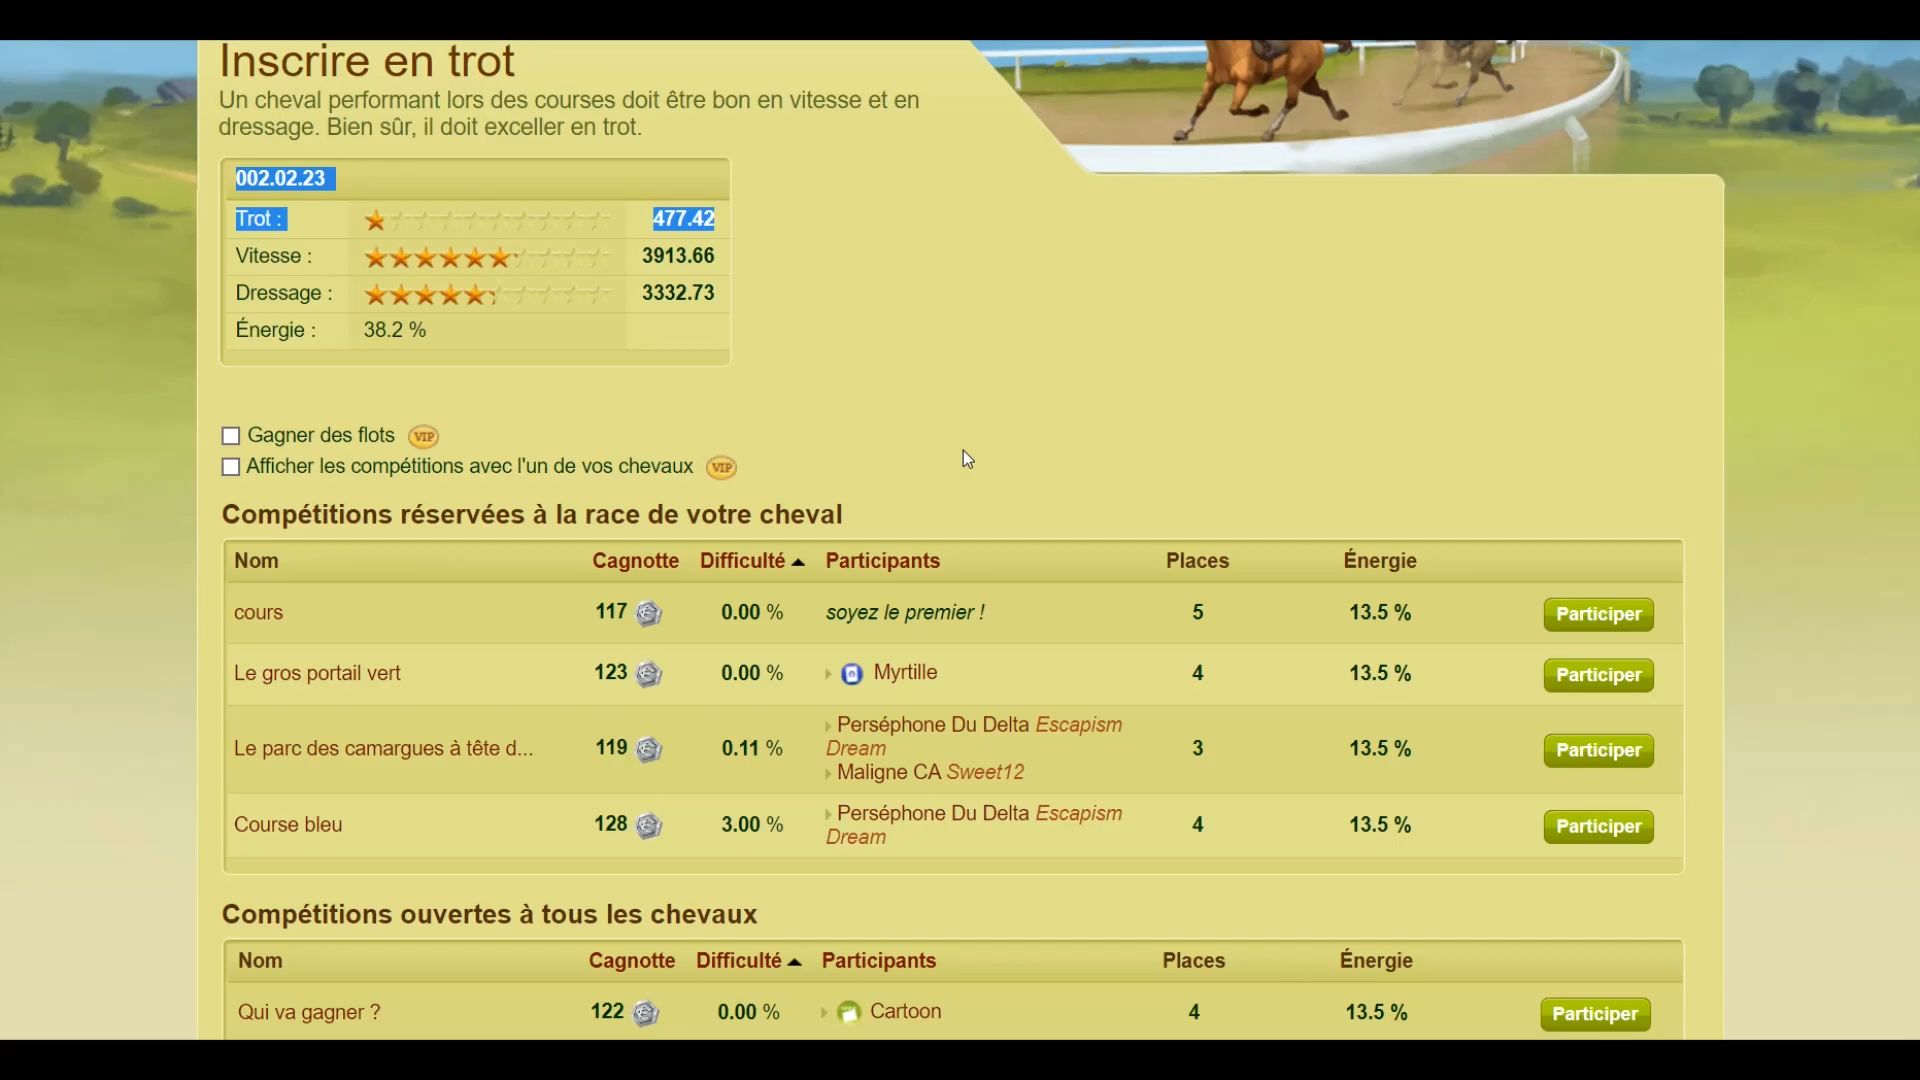 Inscrire en trot
Un cheval performant lors des courses doit être bon en vitesse et en
dressage. Bien sûr, il doit exceller en trot.
002.02.23
Trot : 477.42
Vitesse : 3913.66
Dressage : 3332.73
Énergie : 38.2 %
Gagner des flots VIP
Afficher les compétitions avec l'un de vos chevaux VIP
Compétitions réservées à la race de votre cheval
Nom Cagnotte Difficulté Participants Places Énergie
cours 117 0.00 % soyez le premier ! 5 13.5 % Participer
Le gros portail vert 123 0.00 % Myrtille 4 13.5 % Participer
Le parc des camargues à tête d... 119 0.11 % Perséphone Du Delta Escapism
Dream
Maligne CA Sweet12 3 13.5 % Participer
Course bleu 128 3.00 % Perséphone Du Delta Escapism
Dream 4 13.5 % Participer
Compétitions ouvertes à tous les chevaux
Nom Cagnotte Difficulté Participants Places Énergie
Qui va gagner ? 122 0.00 % Cartoon 4 13.5 % Participer